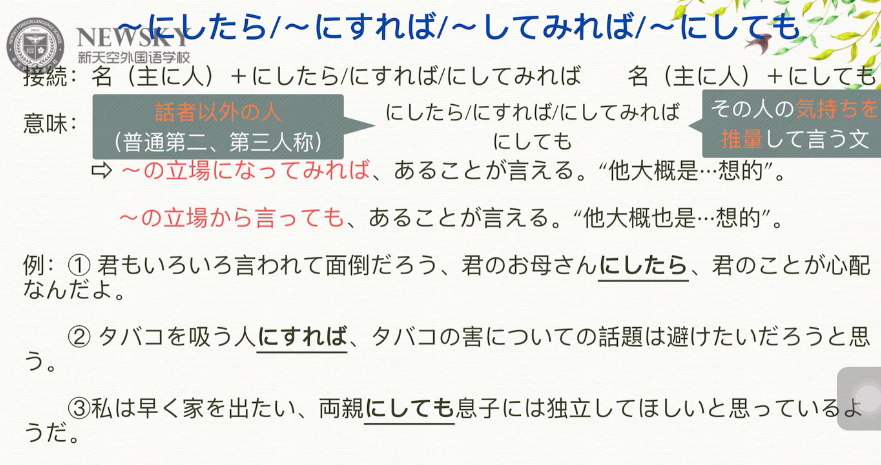 ～にしたら/～にすれば/～してみれば/～にしても
NEWSKY
新天空外国语学校
接続：名（主に人）＋にしたら/にすれば/にしてみれば　　名（主に人）＋にしても
意味：
話者以外の人
（普通第二、第三人称）
にしたら/にすれば/にしてみれば
にしても
その人の気持ちを
推量して言う文
⇨ ～の立場になってみれば、あることが言える。“他大概是…想的”。
～の立場から言っても、あることが言える。“他大概也是…想的”。
例：① 君もいろいろ言われて面倒だろう、君のお母さんにしたら、君のことが心配
なんだよ。
② タバコを吸う人にすれば、タバコの害についての話題は避けたいだろうと思
う。
③私は早く家を出たい、両親にしても息子には独立してほしいと思っているよ
うだ。